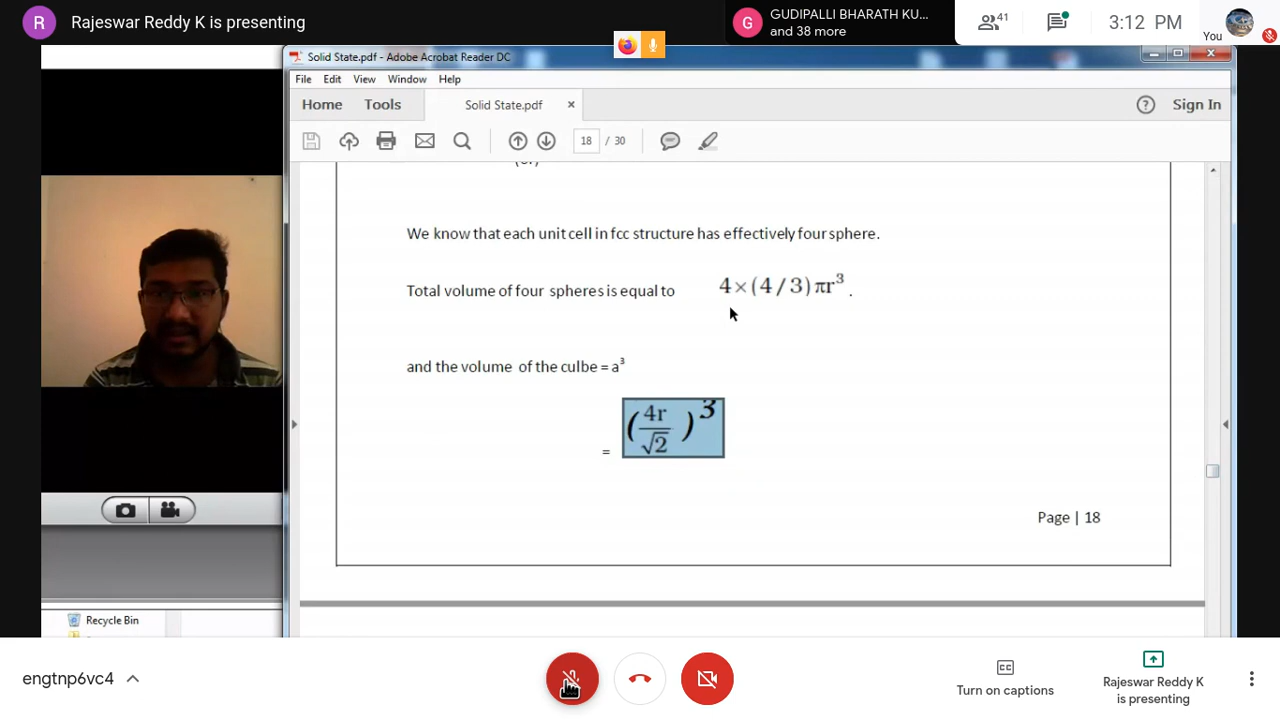 R Rajeswar Reddy K is presenting
G GUDIPALLI BHARATH KU...
and 38 more
41
3:12 PM
You
Solid State.pdf - Adobe Acrobat Reader DC
File Edit View Window Help
Home Tools Solid State.pdf × Sign In
18 / 30
We know that each unit cell in fcc structure has effectively four sphere.
Total volume of four spheres is equal to 4×(4/3)πr³ .
and the volume of the culbe = a³
= (4r/√2)³
Page | 18
Recycle Bin
engtnp6vc4
CC
Turn on captions
Rajeswar Reddy K
is presenting